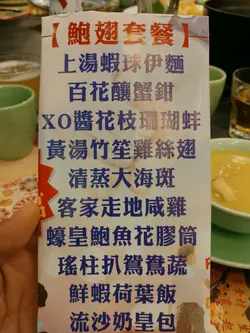 【鮑翅套餐】
上湯蝦球伊麵
百花釀蟹鉗
XO醬花枝珊瑚蚌
黃湯竹笙雞絲翅
清蒸大海斑
客家走地咸雞
蠔皇鮑魚花膠筒
瑤柱扒鴛鴦蔬
鮮蝦荷葉飯
流沙奶皇包